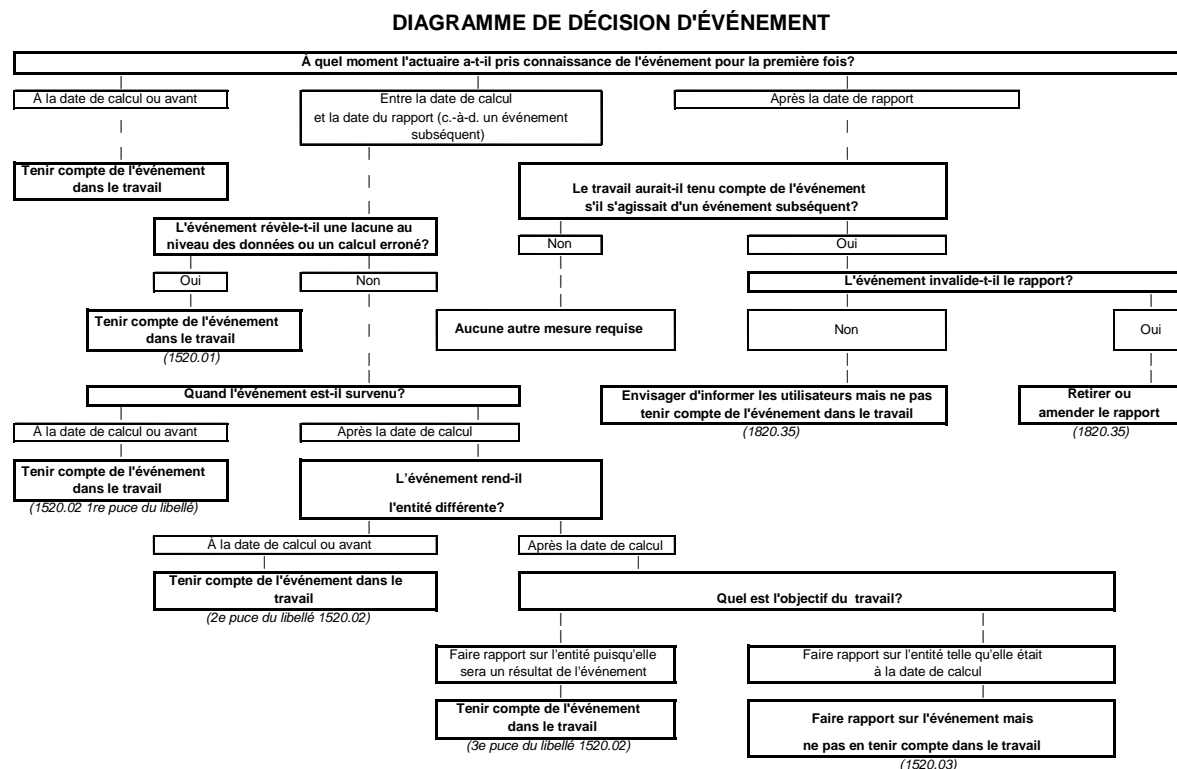 DIAGRAMME DE DÉCISION D'ÉVÉNEMENT
À quel moment l'actuaire a-t-il pris connaissance de l'événement pour la première fois?
À la date de calcul ou avant
Entre la date de calcul
et la date du rapport (c.-à-d. un événement
subséquent)
Après la date de rapport
Tenir compte de l'événement
dans le travail
Le travail aurait-il tenu compte de l'événement
s'il s'agissait d'un événement subséquent?
L'événement révèle-t-il une lacune au
niveau des données ou un calcul erroné?
Non
Oui
Oui
Non
L'événement invalide-t-il le rapport?
Tenir compte de l'événement
dans le travail
(1520.01)
Aucune autre mesure requise
Non
Oui
Quand l'événement est-il survenu?
Envisager d'informer les utilisateurs mais ne pas
tenir compte de l'événement dans le travail
(1820.35)
Retirer ou
amender le rapport
(1820.35)
À la date de calcul ou avant
Après la date de calcul
Tenir compte de l'événement
dans le travail
(1520.02 1re puce du libellé)
L'événement rend-il
l'entité différente?
À la date de calcul ou avant
Après la date de calcul
Tenir compte de l'événement dans le
travail
(2e puce du libellé 1520.02)
Quel est l'objectif du travail?
Faire rapport sur l'entité puisqu'elle
sera un résultat de l'événement
Faire rapport sur l'entité telle qu'elle était
à la date de calcul
Tenir compte de l'événement
dans le travail
(3e puce du libellé 1520.02)
Faire rapport sur l'événement mais
ne pas en tenir compte dans le travail
(1520.03)